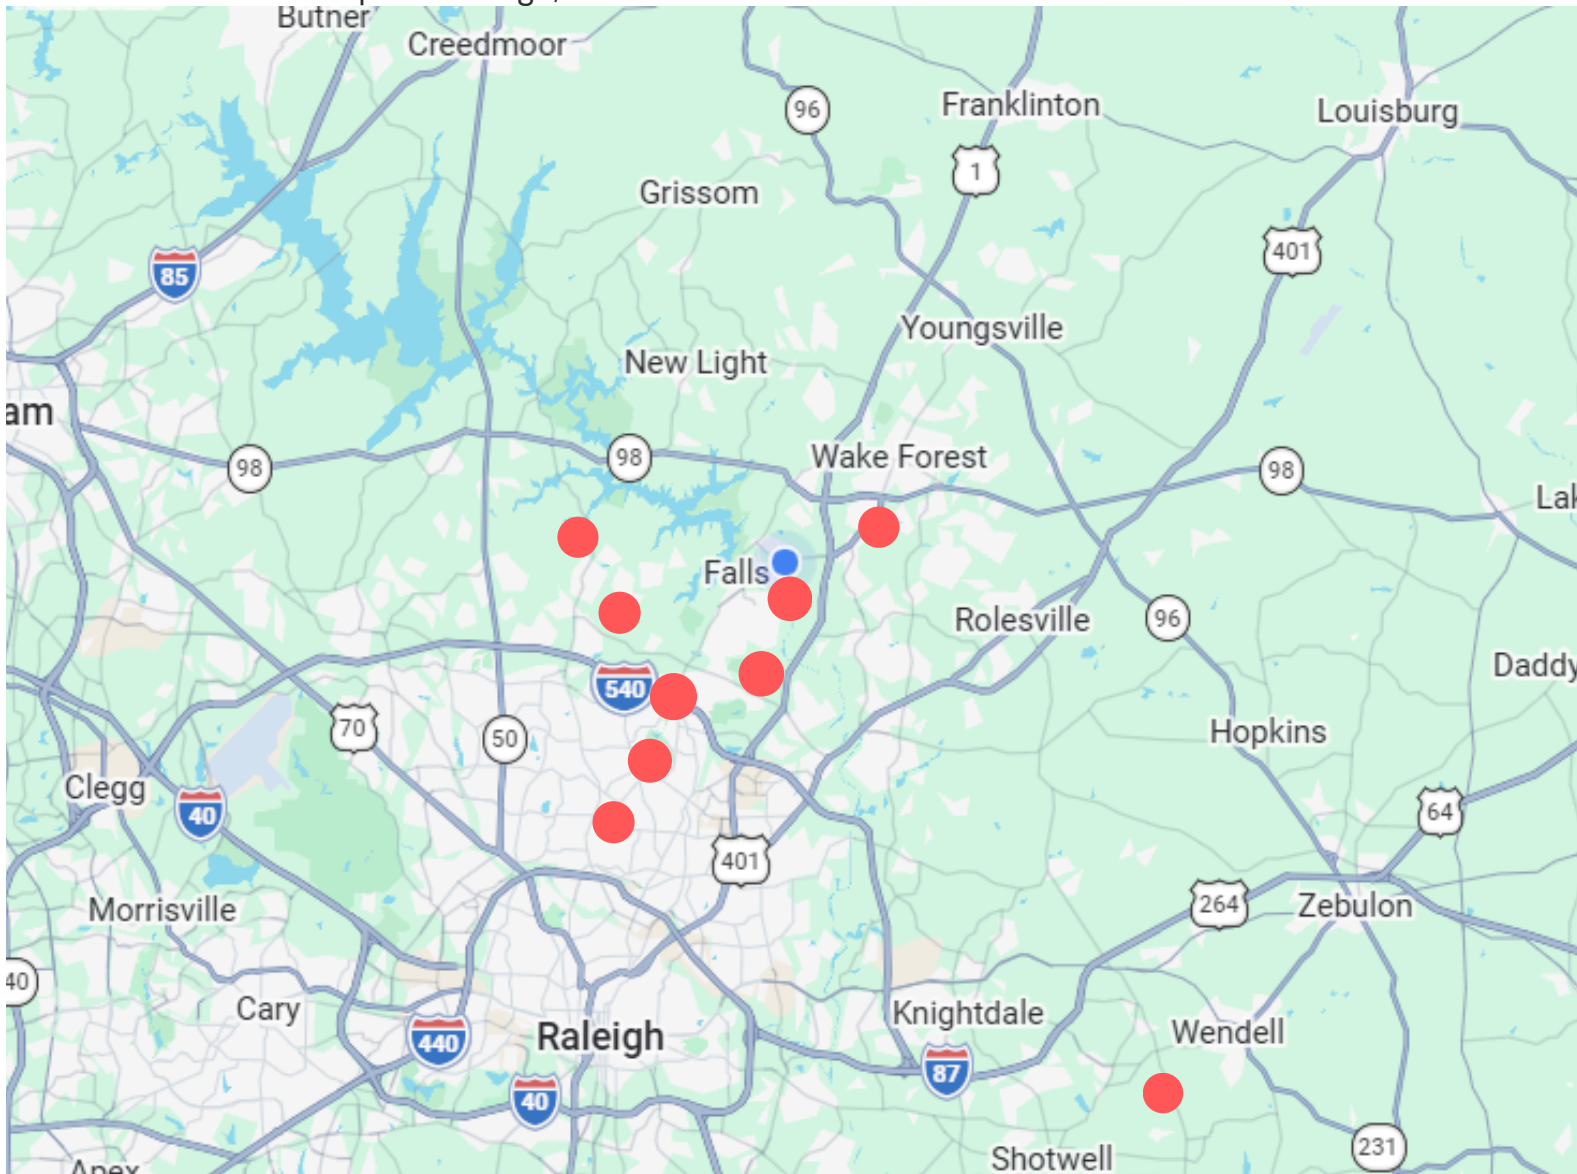 Butner
Creedmoor
96
Franklinton
Louisburg
1
Grissom
401
85
Youngsville
New Light
am
98
98
Wake Forest
98
Lak
Falls
Rolesville
96
Daddy
540
70
50
Hopkins
Clegg
40
64
401
Morrisville
264
Zebulon
40
Cary
Knightdale
Raleigh
Wendell
440
87
40
231
Shotwell
Apex